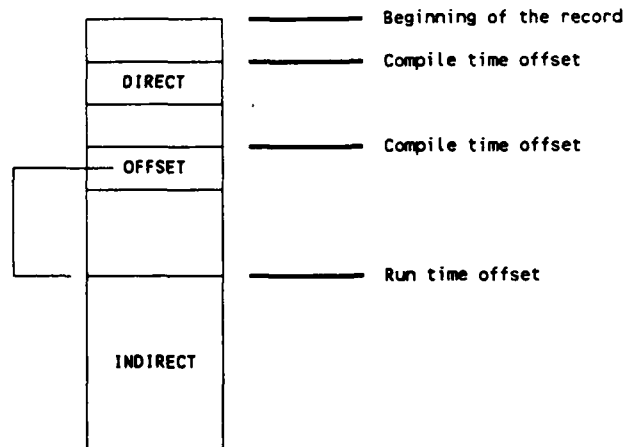 Beginning of the record
Compile time offset
DIRECT
Compile time offset
OFFSET
Run time offset
INDIRECT